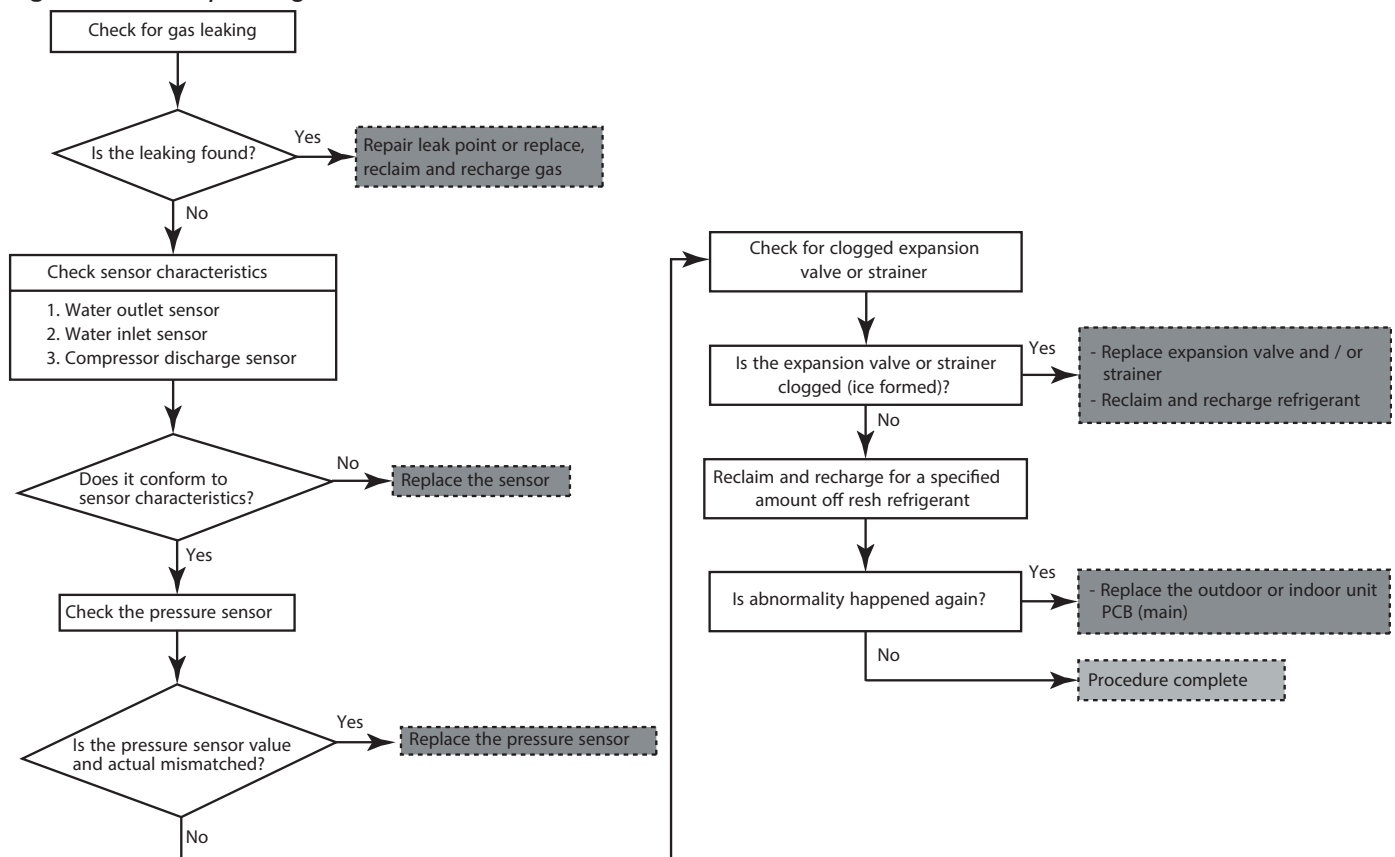 Check for gas leaking
Is the leaking found?
Yes
Repair leak point or replace,
reclaim and recharge gas
No
Check sensor characteristics
1. Water outlet sensor
2. Water inlet sensor
3. Compressor discharge sensor
Does it conform to
sensor characteristics?
No
Replace the sensor
Yes
Check the pressure sensor
Is the pressure sensor value
and actual mismatched?
Yes
Replace the pressure sensor
No
Check for clogged expansion
valve or strainer
Is the expansion valve or strainer
clogged (ice formed)?
Yes
- Replace expansion valve and / or
strainer
- Reclaim and recharge refrigerant
No
Reclaim and recharge for a specified
amount off resh refrigerant
Is abnormality happened again?
Yes
- Replace the outdoor or indoor unit
PCB (main)
No
Procedure complete